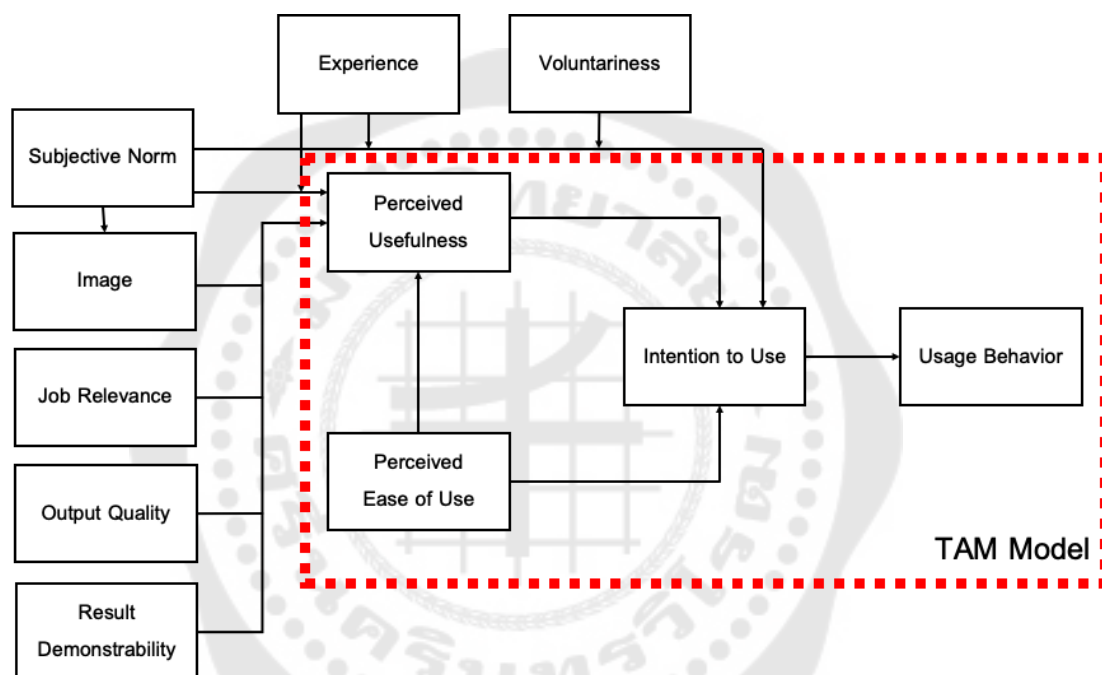 Experience
Voluntariness
Subjective Norm
Perceived
Usefulness
Image
Intention to Use
Usage Behavior
Job Relevance
Perceived
Ease of Use
Output Quality
TAM Model
Result
Demonstrability